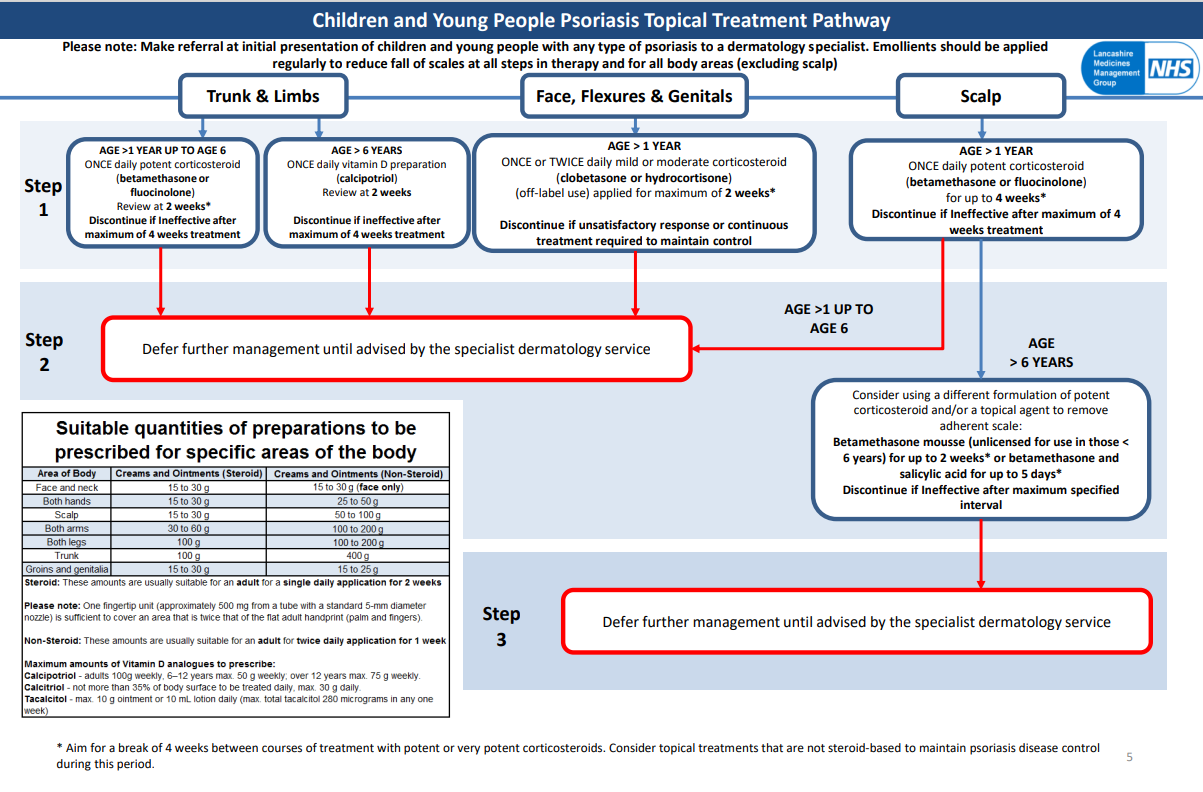 Children and Young People Psoriasis Topical Treatment Pathway
Please note: Make referral at initial presentation of children and young people with any type of psoriasis to a dermatology specialist. Emollients should be applied
regularly to reduce fall of scales at all steps in therapy and for all body areas (excluding scalp)
Lancashire
Medicines
Management
Group
NHS
Trunk & Limbs
Face, Flexures & Genitals
Scalp
Step
1
AGE >1 YEAR UP TO AGE 6
ONCE daily potent corticosteroid
(betamethasone or
fluocinolone)
Review at 2 weeks*
Discontinue if Ineffective after
maximum of 4 weeks treatment
AGE > 6 YEARS
ONCE daily vitamin D preparation
(calcipotriol)
Review at 2 weeks
Discontinue if ineffective after
maximum of 4 weeks treatment
AGE > 1 YEAR
ONCE or TWICE daily mild or moderate corticosteroid
(clobetasone or hydrocortisone)
(off-label use) applied for maximum of 2 weeks*
Discontinue if unsatisfactory response or continuous
treatment required to maintain control
AGE > 1 YEAR
ONCE daily potent corticosteroid
(betamethasone or fluocinolone)
for up to 4 weeks*
Discontinue if Ineffective after maximum of 4
weeks treatment
Step
2
Defer further management until advised by the specialist dermatology service
AGE >1 UP TO
AGE 6
AGE
> 6 YEARS
Consider using a different formulation of potent
corticosteroid and/or a topical agent to remove
adherent scale:
Betamethasone mousse (unlicensed for use in those <
6 years) for up to 2 weeks* or betamethasone and
salicylic acid for up to 5 days*
Discontinue if Ineffective after maximum specified
interval
Suitable quantities of preparations to be
prescribed for specific areas of the body
Area of Body Creams and Ointments (Steroid) Creams and Ointments (Non-Steroid)
Face and neck 15 to 30 g 15 to 30 g (face only)
Both hands 15 to 30 g 25 to 50 g
Scalp 15 to 30 g 50 to 100 g
Both arms 30 to 60 g 100 to 200 g
Both legs 100 g 100 to 200 g
Trunk 100 g 400 g
Groins and genitalia 15 to 30 g 15 to 25 g
Steroid: These amounts are usually suitable for an adult for a single daily application for 2 weeks
Please note: One fingertip unit (approximately 500 mg from a tube with a standard 5-mm diameter
nozzle) is sufficient to cover an area that is twice that of the flat adult handprint (palm and fingers).
Non-Steroid: These amounts are usually suitable for an adult for twice daily application for 1 week
Maximum amounts of Vitamin D analogues to prescribe:
Calcipotriol - adults 100g weekly, 6–12 years max. 50 g weekly; over 12 years max. 75 g weekly.
Calcitriol - not more than 35% of body surface to be treated daily, max. 30 g daily.
Tacalcitol - max. 10 g ointment or 10 mL lotion daily (max. total tacalcitol 280 micrograms in any one
week)
Step
3
Defer further management until advised by the specialist dermatology service
* Aim for a break of 4 weeks between courses of treatment with potent or very potent corticosteroids. Consider topical treatments that are not steroid-based to maintain psoriasis disease control
during this period.
5